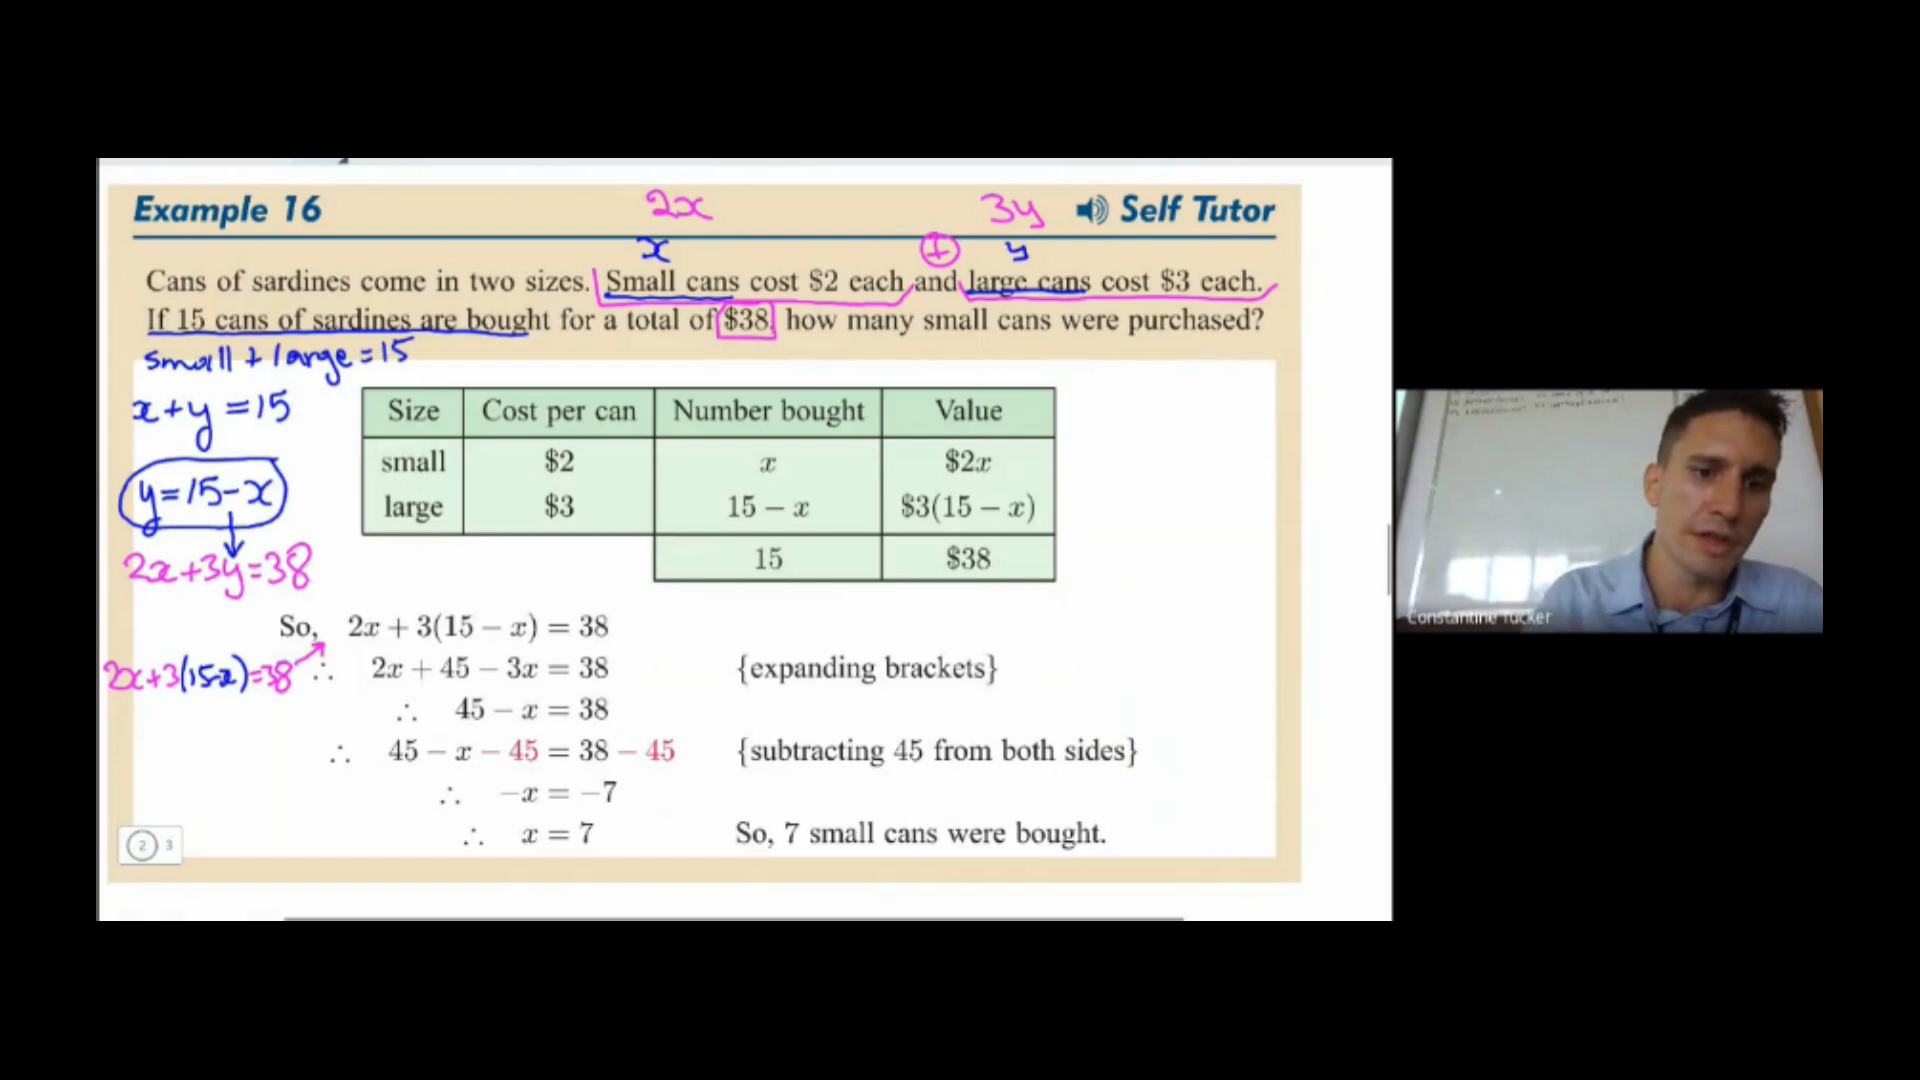 Example 16
2x
3y
Self Tutor
x
+
y
Cans of sardines come in two sizes. Small cans cost $2 each and large cans cost $3 each.
If 15 cans of sardines are bought for a total of $38, how many small cans were purchased?
small + large = 15
x + y = 15
y = 15 - x
2x + 3y = 38
Size Cost per can Number bought Value
small $2 x $2x
large $3 15 − x $3(15 − x)
15 $38
So, 2x + 3(15 − x) = 38
2x+3(15-x)=38
∴ 2x + 45 − 3x = 38 {expanding brackets}
∴ 45 − x = 38
∴ 45 − x − 45 = 38 − 45 {subtracting 45 from both sides}
∴ −x = −7
∴ x = 7 So, 7 small cans were bought.
2 3
Constantine Tucker